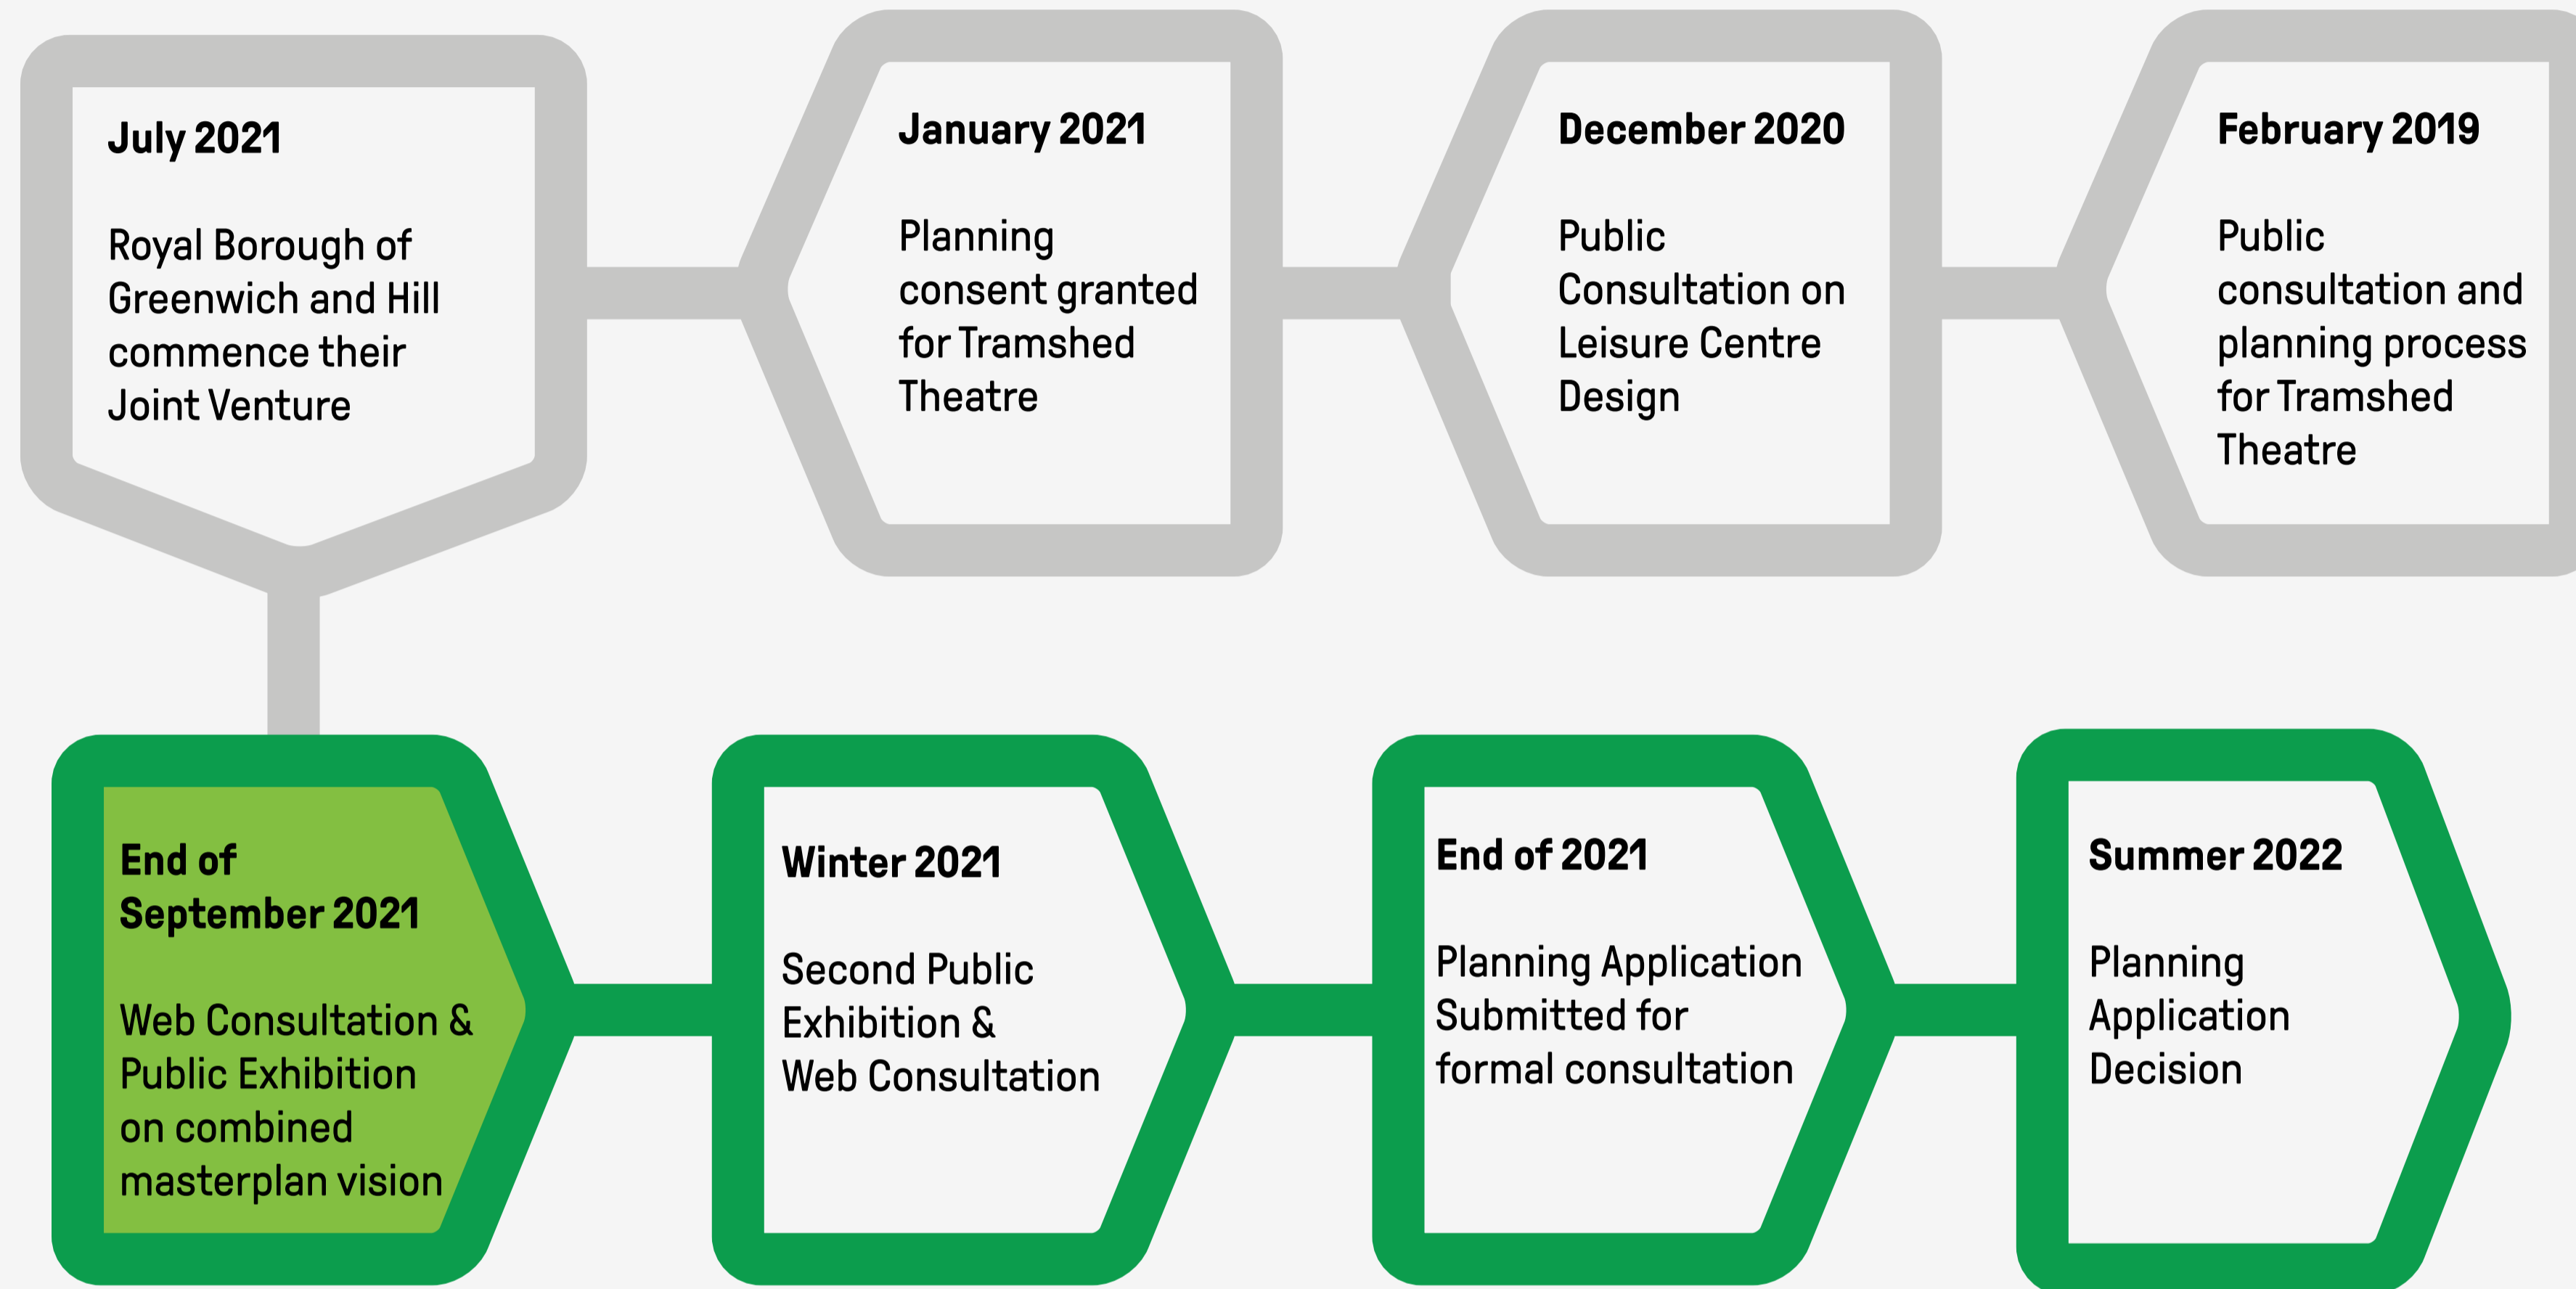 July 2021
Royal Borough of
Greenwich and Hill
commence their
Joint Venture
January 2021
Planning
consent granted
for Tramshed
Theatre
December 2020
Public
Consultation on
Leisure Centre
Design
February 2019
Public
consultation and
planning process
for Tramshed
Theatre
End of
September 2021
Web Consultation &
Public Exhibition
on combined
masterplan vision
Winter 2021
Second Public
Exhibition &
Web Consultation
End of 2021
Planning Application
Submitted for
formal consultation
Summer 2022
Planning
Application
Decision